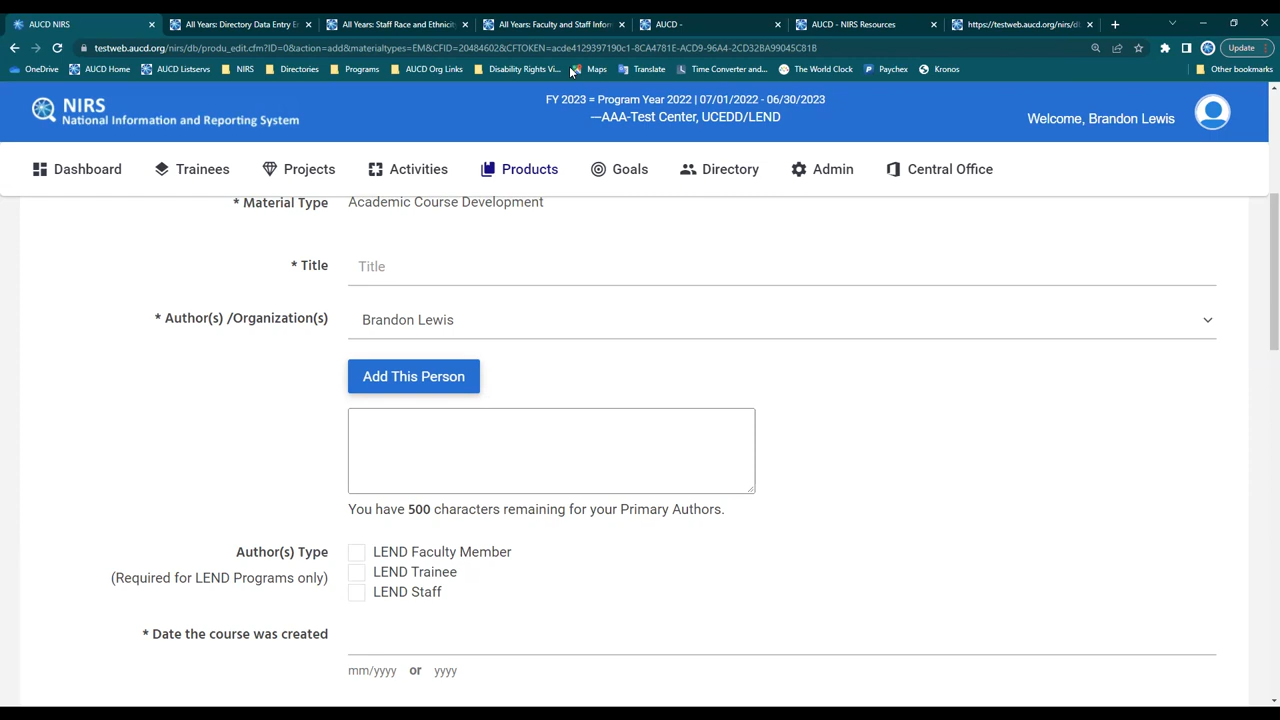 AUCD NIRS
All Years: Directory Data Entry E
All Years: Staff Race and Ethnicity
All Years: Faculty and Staff Infor
AUCD -
AUCD - NIRS Resources
https://testweb.aucd.org/nirs/d
testweb.aucd.org/nirs/db/produ_edit.cfm?ID=0&action=add&materialtypes=EM&CFID=20484602&CFTOKEN=acde4129397190c1-8CA4781E-ACD9-96A4-2CD32BA99045C81B
Update
OneDrive
AUCD Home
AUCD Listservs
NIRS
Directories
Programs
AUCD Org Links
Disability Rights Vi...
Maps
Translate
Time Converter and...
The World Clock
Paychex
Kronos
Other bookmarks
NIRS
National Information and Reporting System
FY 2023 = Program Year 2022 | 07/01/2022 - 06/30/2023
—AAA-Test Center, UCEDD/LEND
Welcome, Brandon Lewis
Dashboard
Trainees
Projects
Activities
Products
Goals
Directory
Admin
Central Office
* Material Type
Academic Course Development
* Title
Title
* Author(s) /Organization(s)
Brandon Lewis
Add This Person
You have 500 characters remaining for your Primary Authors.
Author(s) Type
(Required for LEND Programs only)
LEND Faculty Member
LEND Trainee
LEND Staff
* Date the course was created
mm/yyyy or yyyy